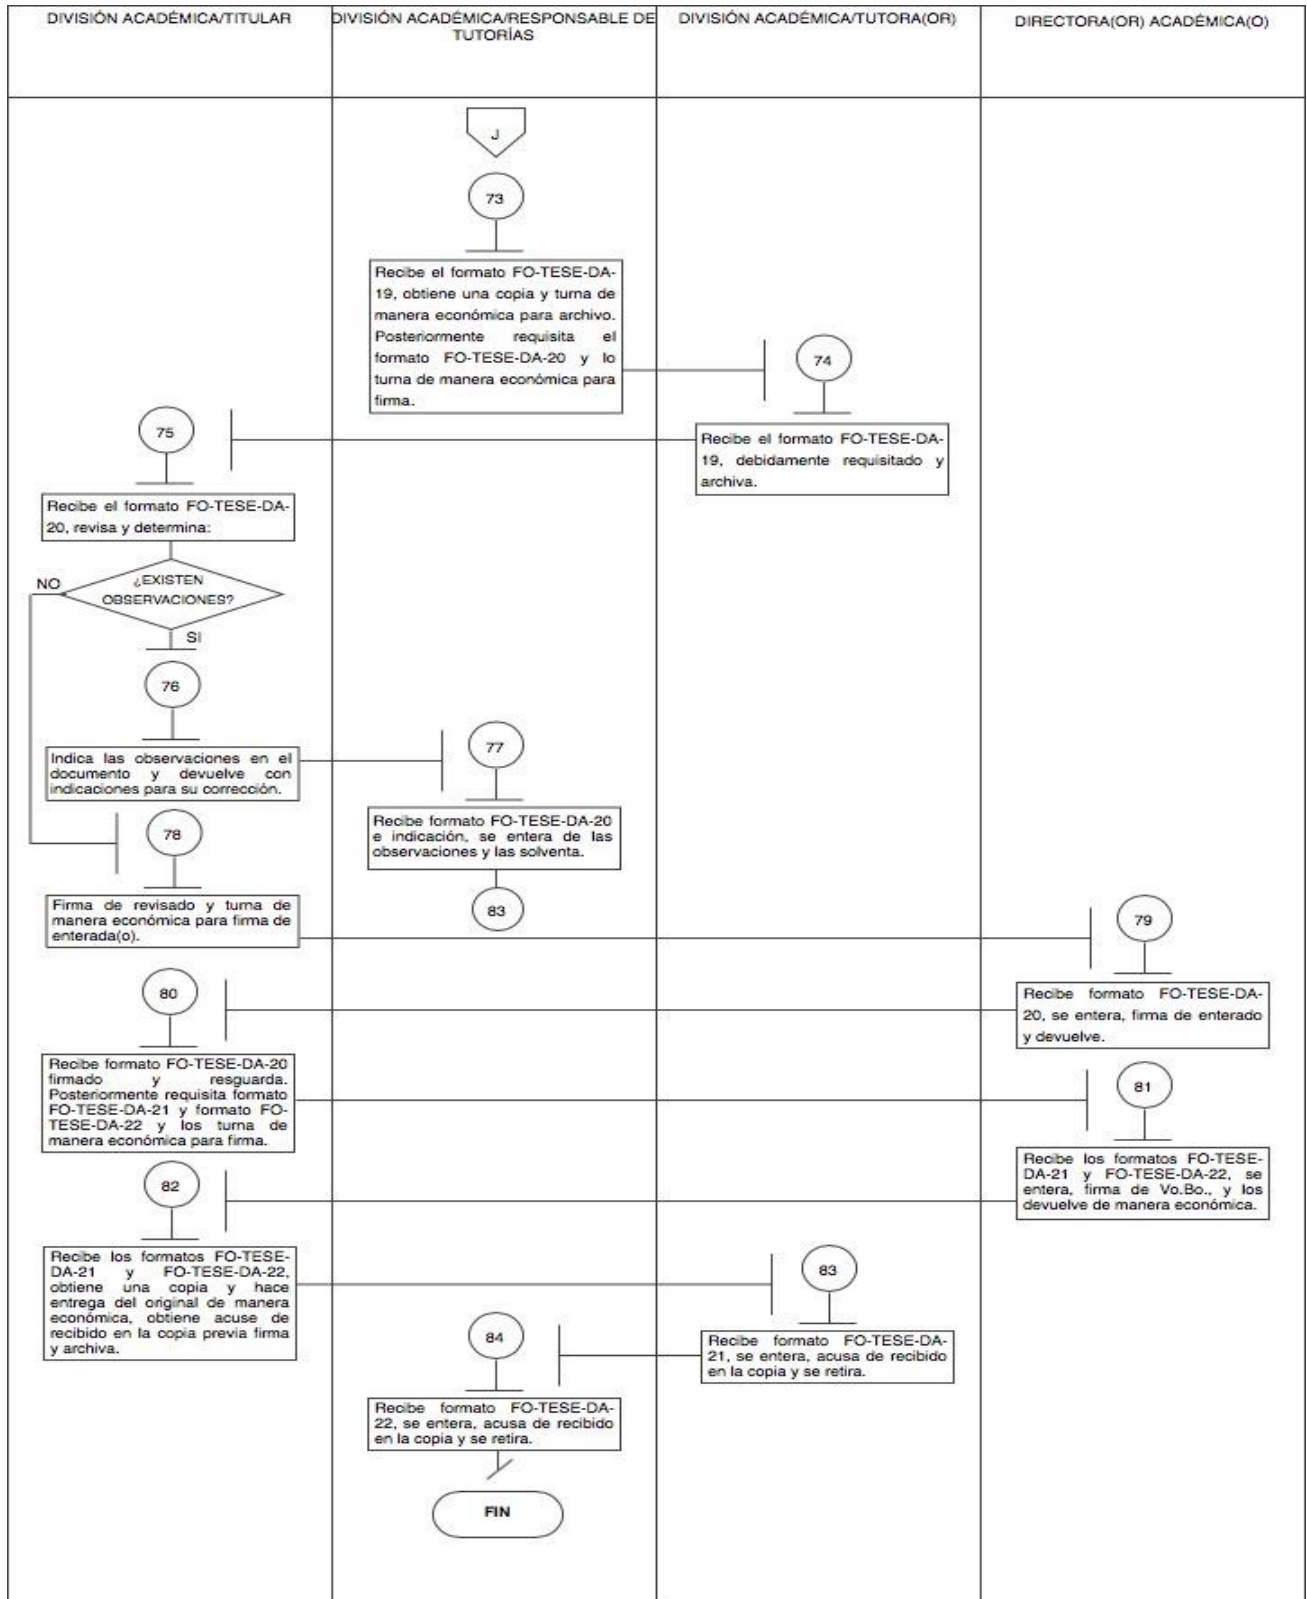 DIVISIÓN ACADÉMICA/TITULAR
DIVISIÓN ACADÉMICA/RESPONSABLE DE
TUTORÍAS
DIVISIÓN ACADÉMICA/TUTORA(OR)
DIRECTORA(OR) ACADÉMICA(O)
J
73
Recibe el formato FO-TESE-DA-
19, obtiene una copia y turna de
manera económica para archivo.
Posteriormente requisita el
formato FO-TESE-DA-20 y lo
turna de manera económica para
firma.
74
Recibe el formato FO-TESE-DA-
19, debidamente requisitado y
archiva.
75
Recibe el formato FO-TESE-DA-
20, revisa y determina:
¿EXISTEN
OBSERVACIONES?
NO
SI
76
Indica las observaciones en el
documento y devuelve con
indicaciones para su corrección.
77
Recibe formato FO-TESE-DA-20
e indicación, se entera de las
observaciones y las solventa.
83
78
Firma de revisado y turna de
manera económica para firma de
enterada(o).
79
Recibe formato FO-TESE-DA-
20, se entera, firma de enterado
y devuelve.
80
Recibe formato FO-TESE-DA-20
firmado y resguarda.
Posteriormente requisita formato
FO-TESE-DA-21 y formato FO-
TESE-DA-22 y los turna de
manera económica para firma.
81
Recibe los formatos FO-TESE-
DA-21 y FO-TESE-DA-22, se
entera, firma de Vo.Bo., y los
devuelve de manera económica.
82
Recibe los formatos FO-TESE-
DA-21 y FO-TESE-DA-22,
obtiene una copia y hace
entrega del original de manera
económica, obtiene acuse de
recibido en la copia previa firma
y archiva.
83
Recibe formato FO-TESE-DA-
21, se entera, acusa de recibido
en la copia y se retira.
84
Recibe formato FO-TESE-DA-
22, se entera, acusa de recibido
en la copia y se retira.
FIN